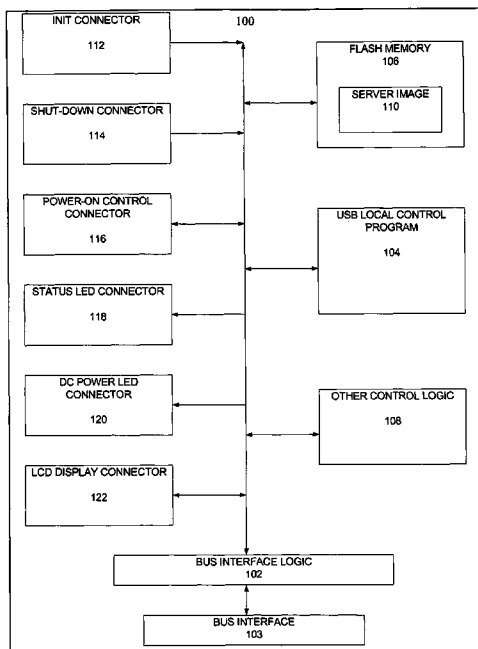 100
INIT CONNECTOR
112
SHUT-DOWN CONNECTOR
114
POWER-ON CONTROL
CONNECTOR
116
STATUS LED CONNECTOR
118
DC POWER LED
CONNECTOR
120
LCD DISPLAY CONNECTOR
122
FLASH MEMORY
106
SERVER IMAGE
110
USB LOCAL CONTROL
PROGRAM
104
OTHER CONTROL LOGIC
108
BUS INTERFACE LOGIC
102
BUS INTERFACE
103